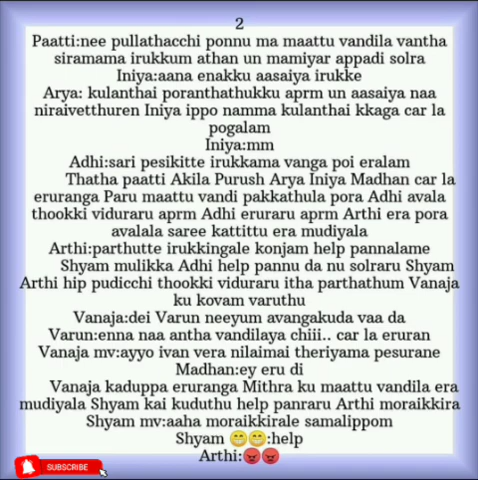 2
Paatti:nee pullathacchi ponnu ma maattu vandila vantha
siramama irukkum athan un mamiyar appadi solra
Iniya:aana enakku aasaiya irukke
Arya: kulanthai poranthathukku aprm un aasaiya naa
niraivetthuren Iniya ippo namma kulanthai kkaga car la
pogalam
Iniya:mm
Adhi:sari pesikitte irukkama vanga poi eralam
Thatha paatti Akila Purush Arya Iniya Madhan car la
eruranga Paru maattu vandi pakkathula pora Adhi avala
thookki viduraru aprm Adhi eruraru aprm Arthi era pora
avalala saree kattittu era mudiyala
Arthi:parthutte irukkingale konjam help pannalame
Shyam mulikka Adhi help pannu da nu solraru Shyam
Arthi hip pudicchi thookki viduraru itha parthathum Vanaja
ku kovam varuthu
Vanaja:dei Varun neeyum avangakuda vaa da
Varun:enna naa antha vandilaya chiii.. car la eruran
Vanaja mv:ayyo ivan vera nilaimai theriyama pesurane
Madhan:ey eru di
Vanaja kaduppa eruranga Mithra ku maattu vandila era
mudiyala Shyam kai kuduthu help panraru Arthi moraikkira
Shyam mv:aaha moraikkirale samalippom
Shyam 😁😁:help
Arthi:😡😡
SUBSCRIBE